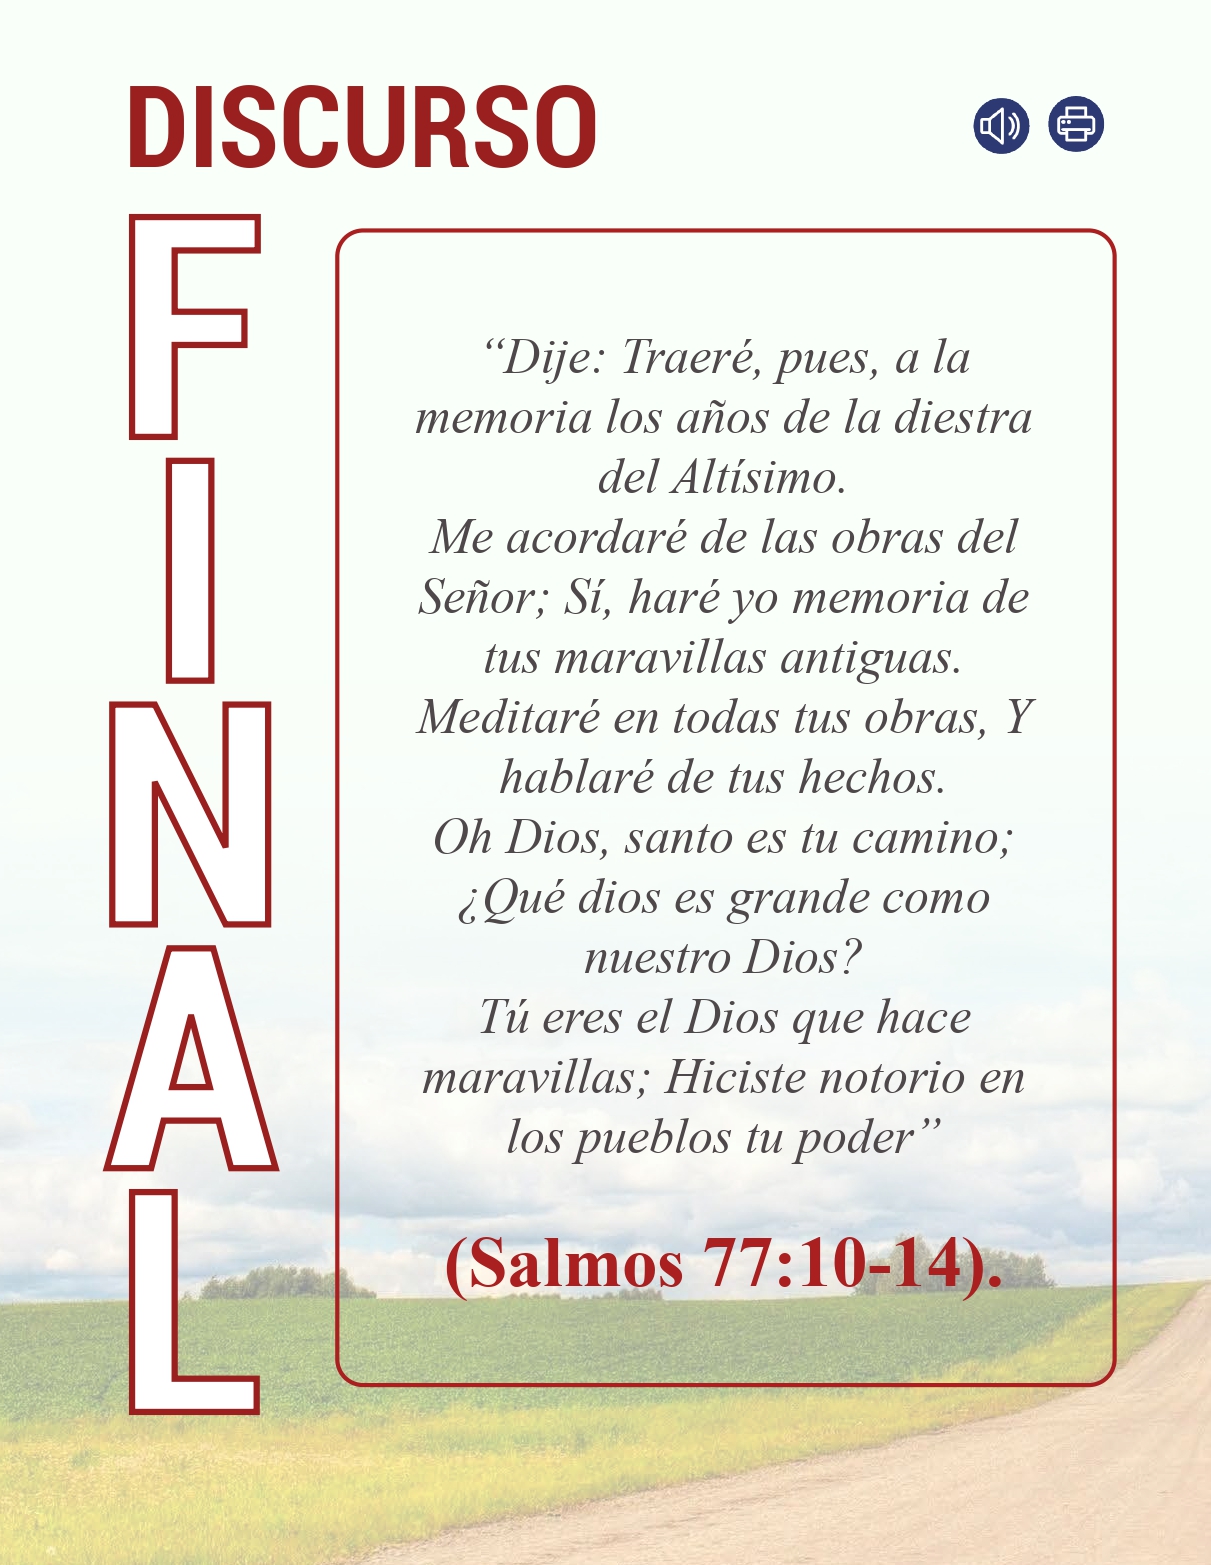 DISCURSO
FINAL
“Dije: Traeré, pues, a la
memoria los años de la diestra
del Altísimo.
Me acordaré de las obras del
Señor; Sí, haré yo memoria de
tus maravillas antiguas.
Meditaré en todas tus obras, Y
hablaré de tus hechos.
Oh Dios, santo es tu camino;
¿Qué dios es grande como
nuestro Dios?
Tú eres el Dios que hace
maravillas; Hiciste notorio en
los pueblos tu poder”
(Salmos 77:10-14).